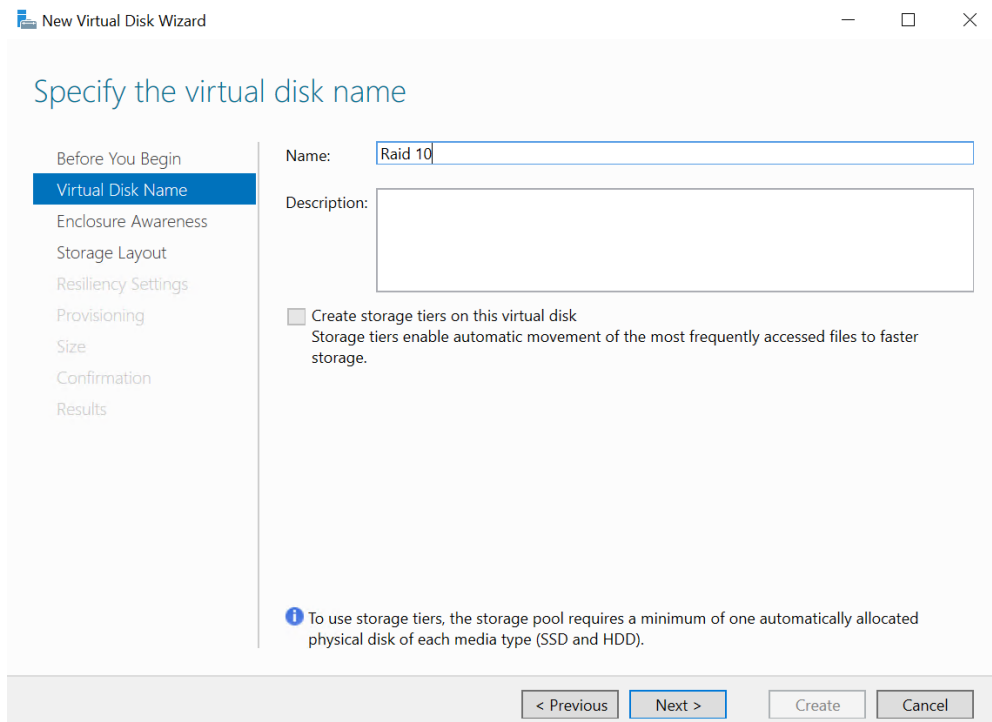 New Virtual Disk Wizard
Specify the virtual disk name
Before You Begin
Virtual Disk Name
Enclosure Awareness
Storage Layout
Resiliency Settings
Provisioning
Size
Confirmation
Results
Name:
Raid 10
Description:
Create storage tiers on this virtual disk
Storage tiers enable automatic movement of the most frequently accessed files to faster
storage.
To use storage tiers, the storage pool requires a minimum of one automatically allocated
physical disk of each media type (SSD and HDD).
< Previous
Next >
Create
Cancel